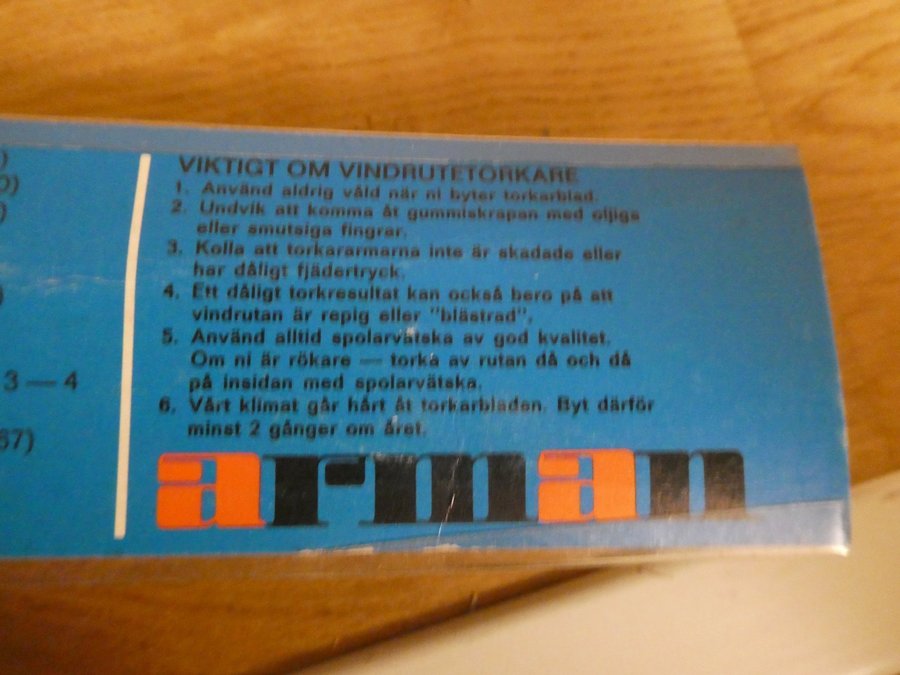 )
)
)
)
3 — 4
67)
VIKTIGT OM VINDRUTETORKARE
1. Använd aldrig våld när ni byter torkarblad.
2. Undvik att komma åt gummiskrapan med oljiga
eller smutsiga fingrar.
3. Kolla att torkararmarna inte är skadade eller
har dåligt fjädertryck.
4. Ett dåligt torkresultat kan också bero på att
vindrutan är repig eller "blästrad".
5. Använd alltid spolarvätska av god kvalitet.
Om ni är rökare — torka av rutan då och då
på insidan med spolarvätska.
6. Vårt klimat går hårt åt torkarbladen. Byt därför
minst 2 gånger om året.
arman